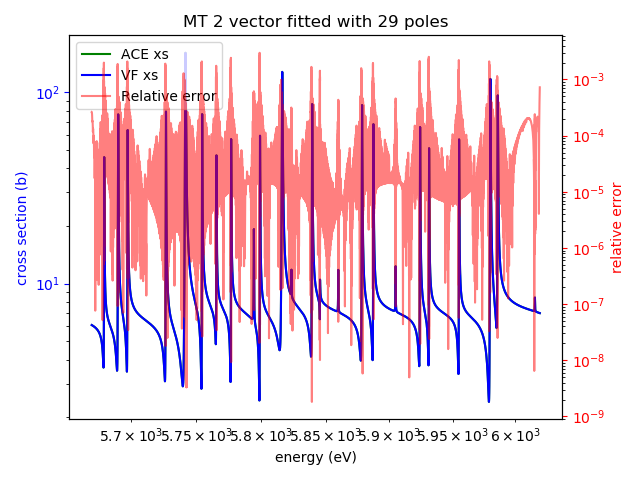 MT 2 vector fitted with 29 poles
ACE xs
VF xs
Relative error
10²
10¹
cross section (b)
10⁻³
10⁻⁴
10⁻⁵
10⁻⁶
10⁻⁷
10⁻⁸
10⁻⁹
relative error
5.7 × 10³ 5.75 × 10³ 5.8 × 10³ 5.85 × 10³ 5.9 × 10³ 5.95 × 10³ 6 × 10³
energy (eV)